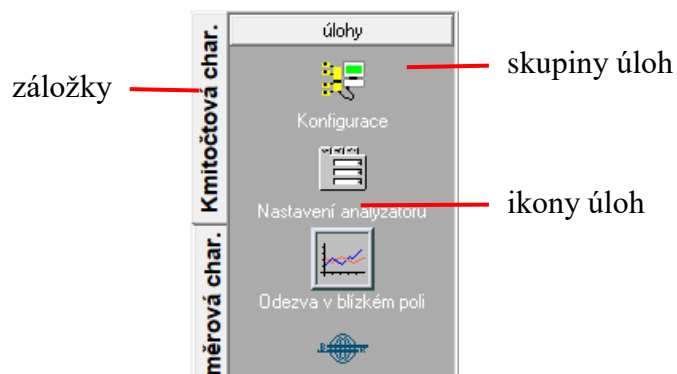 úlohy
záložky
Kmitočtová char.
skupiny úloh
Konfigurace
Nastavení analyzátoru
ikony úloh
Odezva v blízkém poli
měrová char.